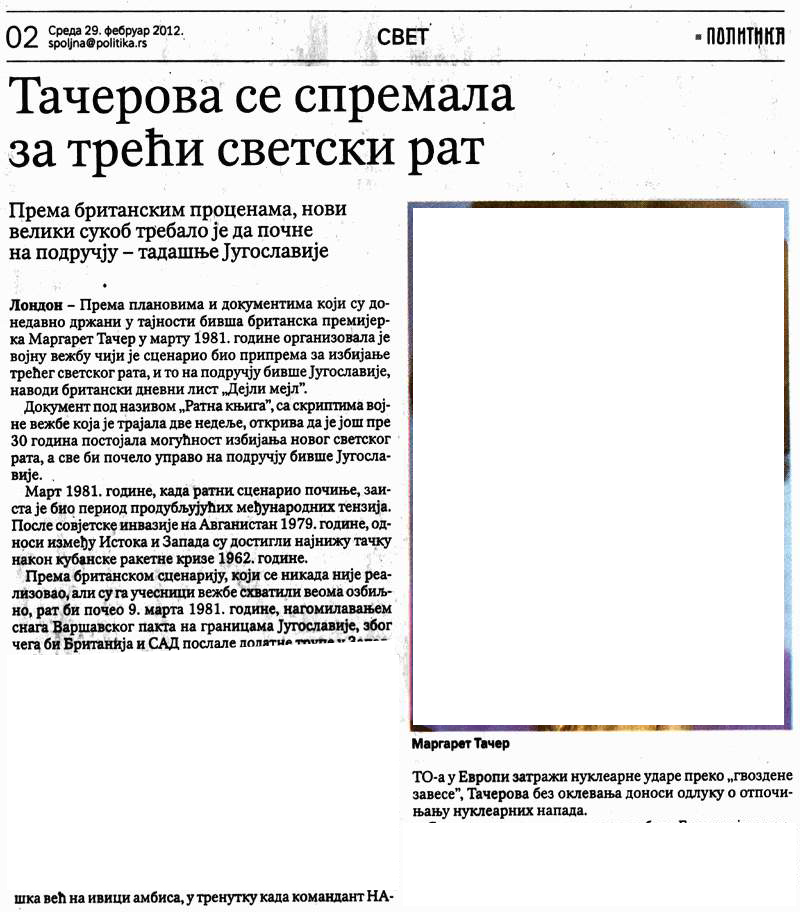 02
Среда 29. фебруар 2012.
spoljna@politika.rs
СВЕТ
ПОЛИТИКА
Тачерова се спремала
за трећи светски рат
Према британским проценама, нови
велики сукоб требало је да почне
на подручју – тадашње Југославије
Лондон – Према плановима и документима који су до-
недавно држани у тајности бивша британска премијер-
ка Маргарет Тачер у марту 1981. године организовала је
војну вежбу чији је сценарио био припрема за избијање
трећег светског рата, и то на подручју бивше Југославије,
наводи британски дневни лист „Дејли мејл”.
Документ под називом „Ратна књига”, са скриптима вој-
не вежбе која је трајала две недеље, открива да је још пре
30 година постојала могућност избијања новог светског
рата, а све би почело управо на подручју бивше Југосла-
вије.
Март 1981. године, када ратни сценарио почиње, заи-
ста је био период продубљујућих међународних тензија.
После совјетске инвазије на Авганистан 1979. године, од-
носи између Истока и Запада су достигли најнижу тачку
након кубанске ракетне кризе 1962. године.
Према британском сценарију, који се никада није реа-
лизовао, али су га учесници вежбе схватили веома озбиљ-
но, рат би почео 9. марта 1981. године, нагомилавањем
снага Варшавског пакта на границама Југославије, због
чега би Британија и САД послале додатне трупе у
шка већ на ивици амбиса, у тренутку када командант НА-
Маргарет Тачер
ТО-а у Европи затражи нуклеарне ударе преко „гвоздене
завесе”, Тачерова без оклевања доноси одлуку о отпочи-
њању нуклеарних напада.